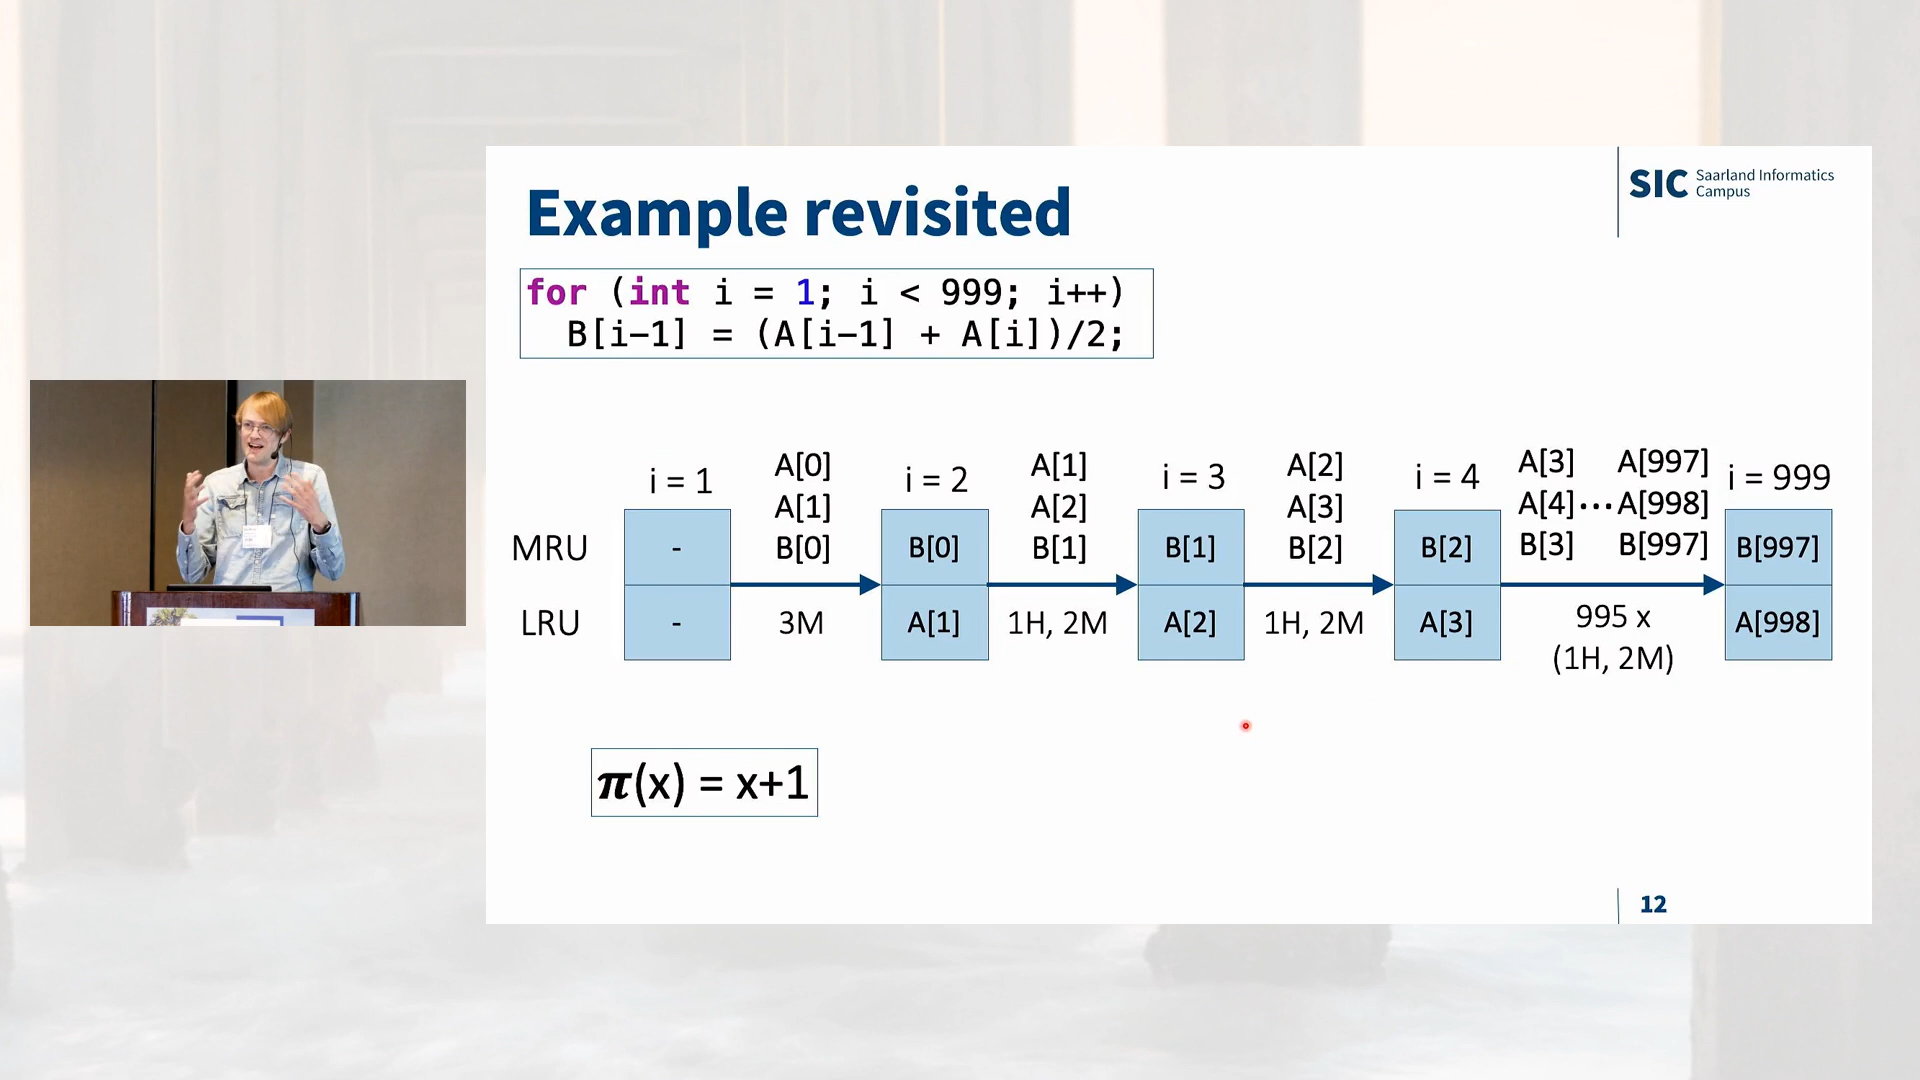 SIC Saarland Informatics
Campus
Example revisited
for (int i = 1; i < 999; i++)
B[i-1] = (A[i-1] + A[i])/2;
i = 1
A[0]
A[1]
B[0]
i = 2
A[1]
A[2]
B[1]
i = 3
A[2]
A[3]
B[2]
i = 4
A[3] A[997]
A[4]...A[998]
B[3] B[997]
i = 999
MRU - B[0] B[1] B[2] B[997]
LRU - 3M A[1] 1H, 2M A[2] 1H, 2M A[3] 995 x A[998]
(1H, 2M)
π(x) = x+1
12